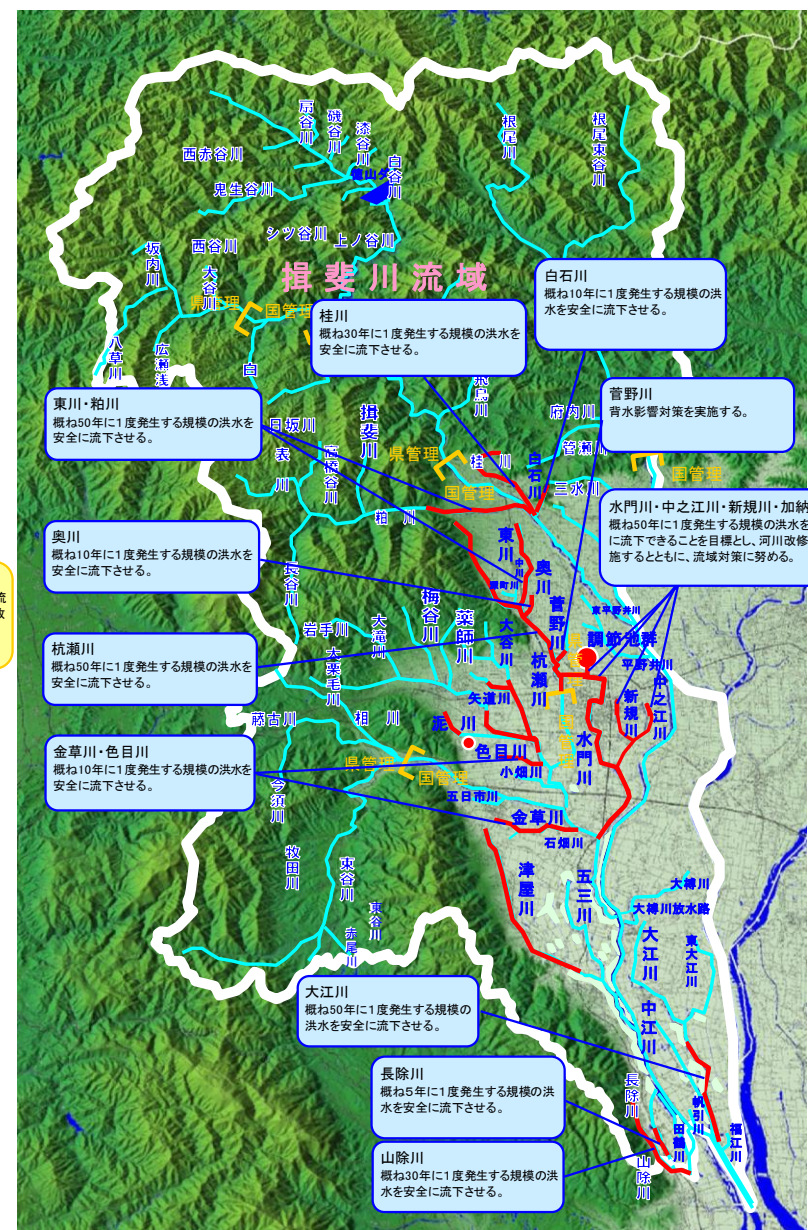 扇谷川
磯谷川
漆谷川
白谷川
西赤谷川
鬼生谷川
根尾川
根尾東谷川
シツ谷川
上ノ谷川
坂内川
西谷川
大谷川
揖斐川流域
県管理
国管理
八草川
広瀬浅
白
白石川
概ね10年に1度発生する規模の洪
水を安全に流下させる。
桂川
概ね30年に1度発生する規模の洪水を
安全に流下させる。
飛鳥川
菅野川
背水影響対策を実施する。
東川・粕川
概ね50年に1度発生する規模の洪水を
安全に流下させる。
日坂川
表川
高橋谷川
揖斐川
府内川
管瀬川
県管理
国管理
国管理
桂川
白石川
三水川
粕川
水門川・中之江川・新規川・加納
概ね50年に1度発生する規模の洪水を
に流下できることを目標とし、河川改修
施するとともに、流域対策に努める。
奥川
概ね10年に1度発生する規模の洪水を
安全に流下させる。
長谷川
東川
中川
奥川
菅野川
梅谷川
薬師川
大谷川
岩手川
大滝川
東平野井川
調節池群
平野井川
流
杭瀬川
概ね50年に1度発生する規模の洪水を
安全に流下させる。
大栗毛川
杭瀬川
矢道川
新規川
中之江川
藤古川
相川
泥川
色目川
水門川
金草川・色目川
概ね10年に1度発生する規模の洪水を
安全に流下させる。
県管理
国管理
小畑川
今須川
五日市川
金草川
石畑川
牧田川
東谷川
東谷川
赤尾川
津屋川
五三川
大榑川
大榑川放水路
大江川
東大江川
中江川
大江川
概ね50年に1度発生する規模の
洪水を安全に流下させる。
長除川
概ね5年に1度発生する規模の洪
水を安全に流下させる。
長除川
帆引川
田鶴川
福江川
山除川
概ね30年に1度発生する規模の洪
水を安全に流下させる。
山除川